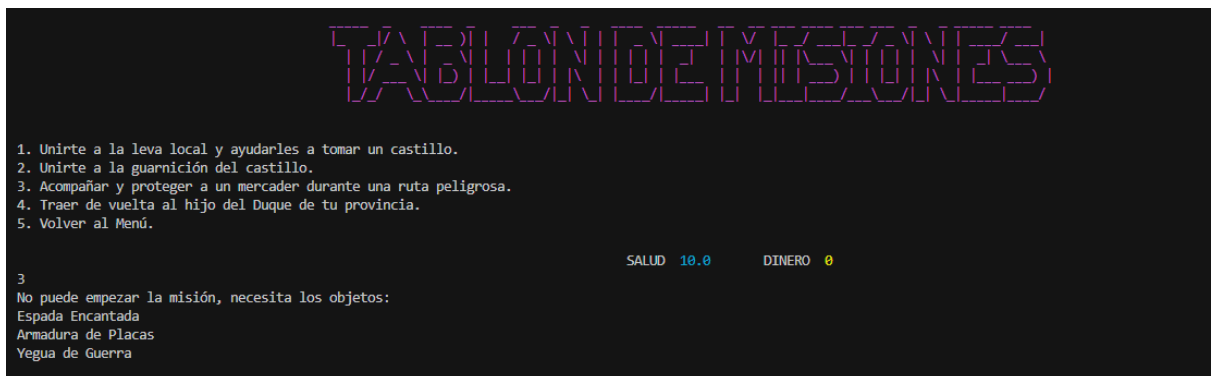 TABLON DE MISIONES
1. Unirte a la leva local y ayudarles a tomar un castillo.
2. Unirte a la guarnición del castillo.
3. Acompañar y proteger a un mercader durante una ruta peligrosa.
4. Traer de vuelta al hijo del Duque de tu provincia.
5. Volver al Menú.
SALUD 10.0 DINERO 0
3
No puede empezar la misión, necesita los objetos:
Espada Encantada
Armadura de Placas
Yegua de Guerra